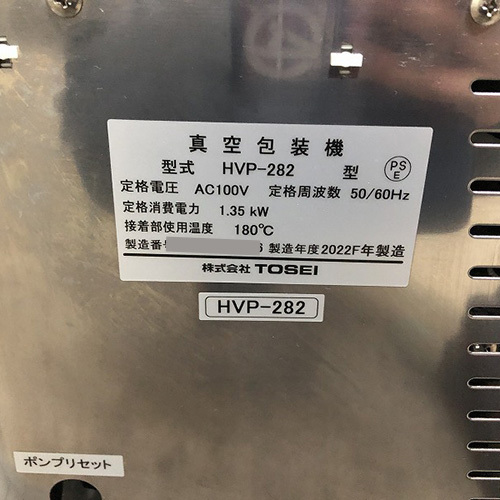 真空包装機
型式 HVP-282 型 PSE
定格電圧 AC100V 定格周波数 50/60Hz
定格消費電力 1.35 kW
接着部使用温度 180℃
製造番 6 製造年度2022F年製造
株式会社 TOSEI
HVP-282
ポンプリセット